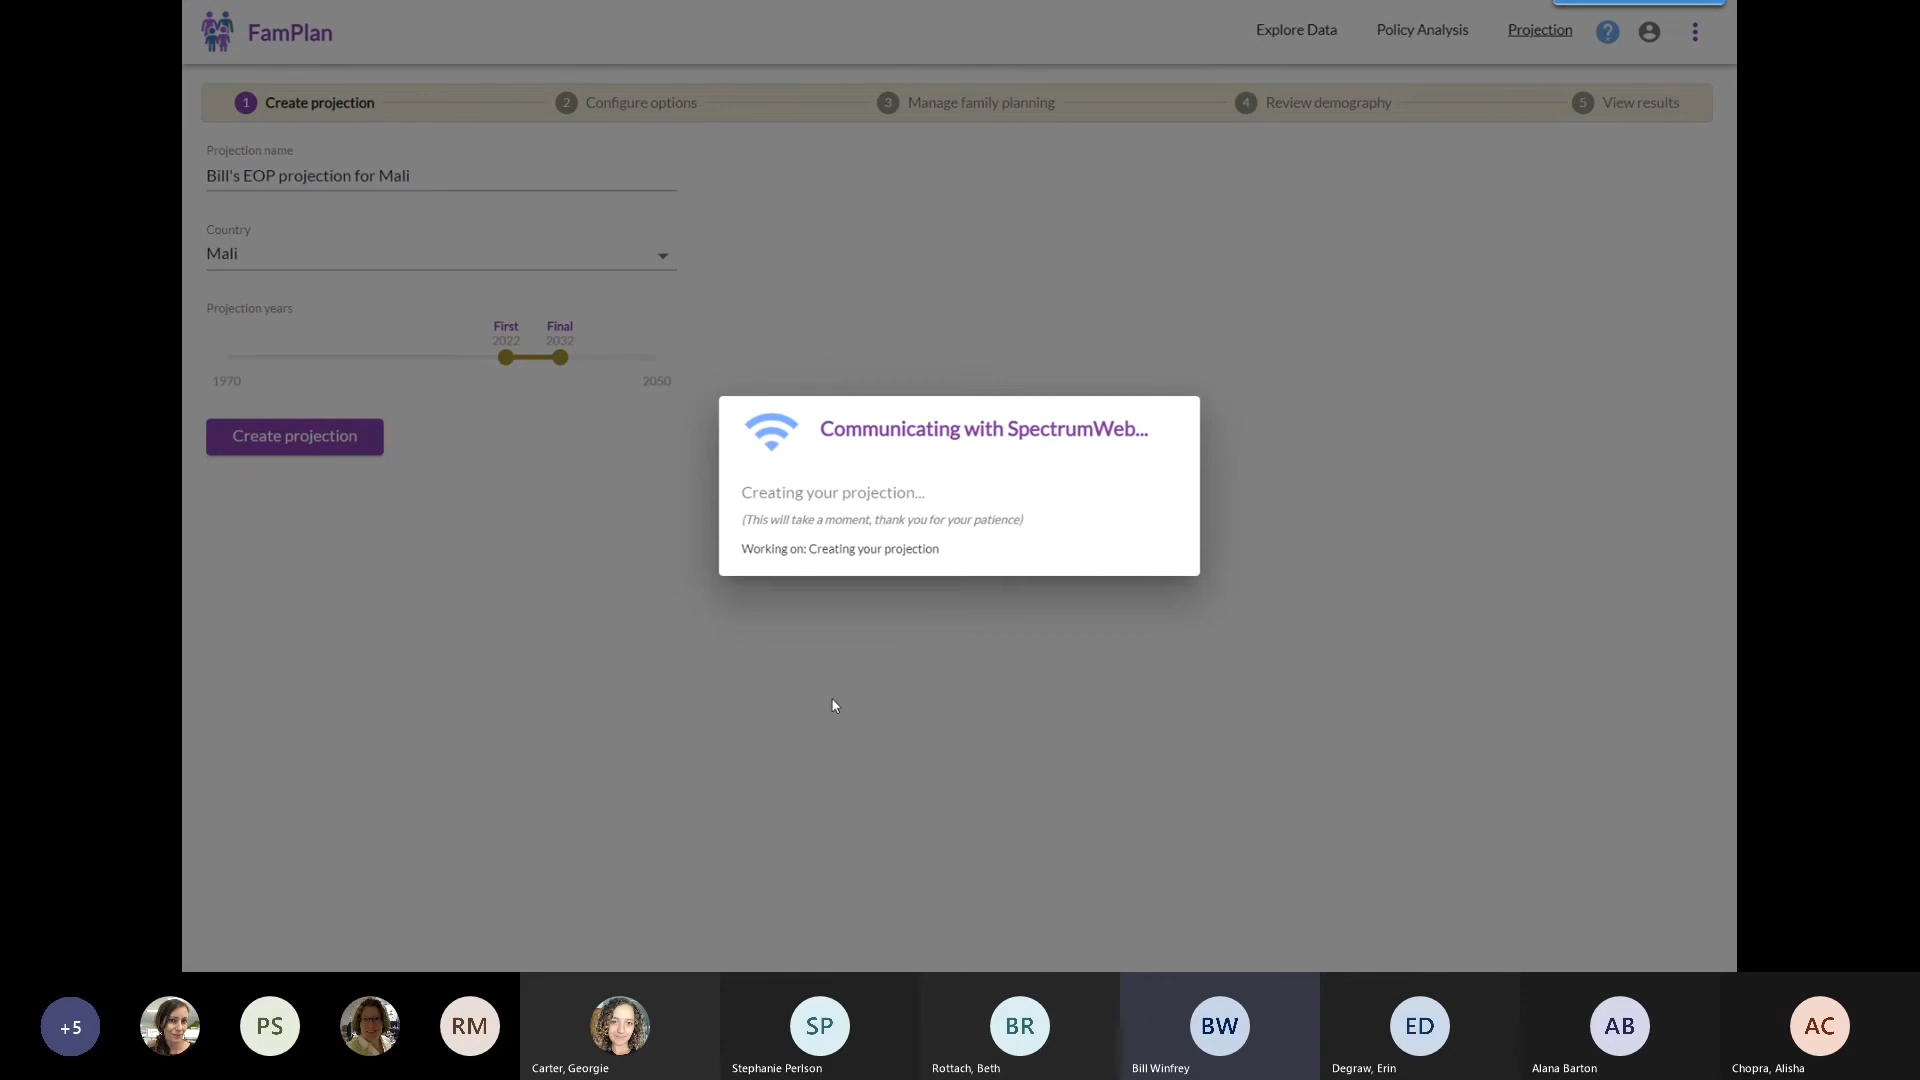 FamPlan
Explore Data
Policy Analysis
Projection
?
1 Create projection
2 Configure options
3 Manage family planning
4 Review demography
5 View results
Projection name
Bill's EOP projection for Mali
Country
Mali
Projection years
First
Final
2022
2032
1970
2050
Create projection
Communicating with SpectrumWeb...
Creating your projection...
(This will take a moment, thank you for your patience)
Working on: Creating your projection
+5
PS
RM
SP
BR
BW
ED
AB
AC
Carter, Georgie
Stephanie Perlson
Rottach, Beth
Bill Winfrey
Degraw, Erin
Alana Barton
Chopra, Alisha